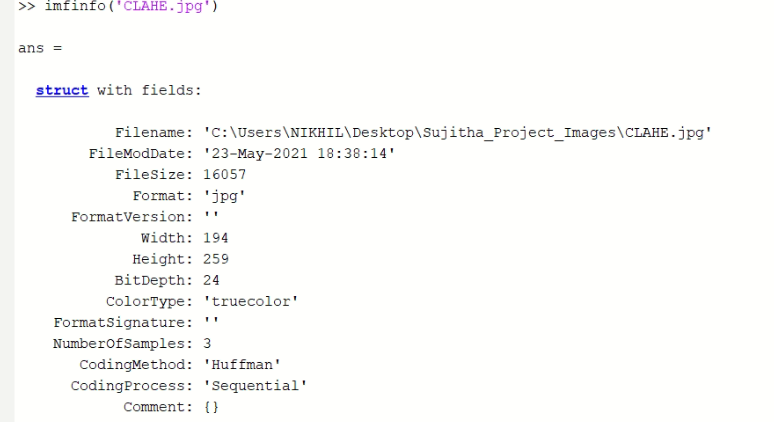 >> imfinfo('CLAHE.jpg')
ans =
struct with fields:
Filename: 'C:\Users\NIKHIL\Desktop\Sujitha_Project_Images\CLAHE.jpg'
FileModDate: '23-May-2021 18:38:14'
FileSize: 16057
Format: 'jpg'
FormatVersion: ''
Width: 194
Height: 259
BitDepth: 24
ColorType: 'truecolor'
FormatSignature: ''
NumberOfSamples: 3
CodingMethod: 'Huffman'
CodingProcess: 'Sequential'
Comment: {}